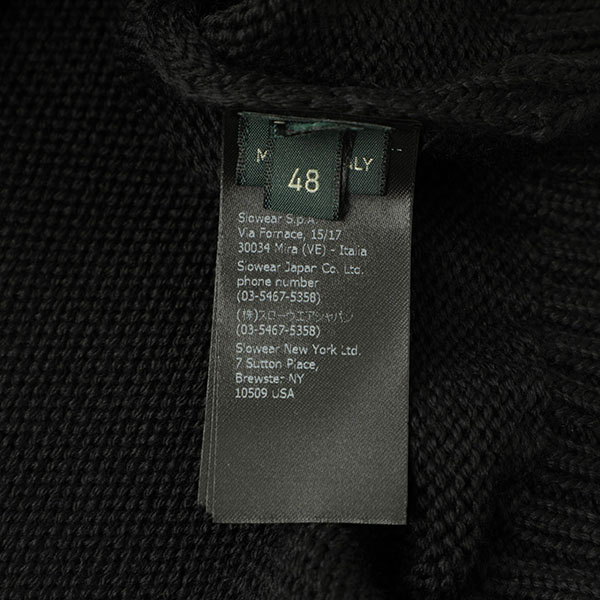 48
Slowear S.p.A.
Via Fornace, 15/17
30034 Mira (VE) - Italia
Slowear Japan Co. Ltd.
phone number
(03-5467-5358)
(株)スローウエアジャパン
(03-5467-5358)
Slowear New York Ltd.
7 Sutton Place,
Brewster NY
10509 USA